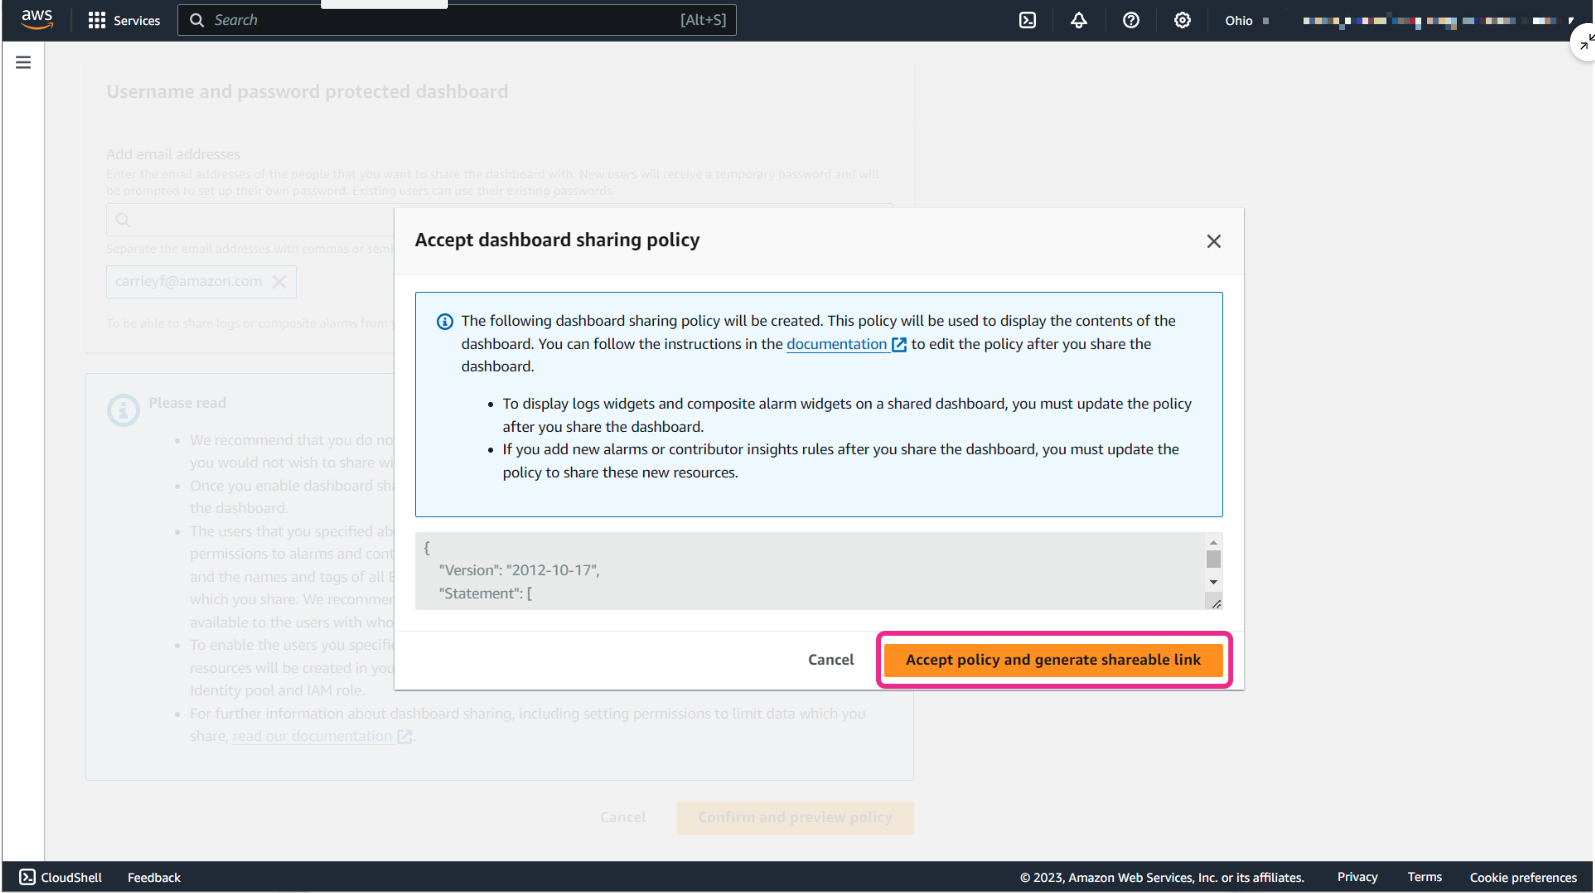 aws
Services
Search
[Alt+S]
Ohio
Username and password protected dashboard
Add email addresses
Enter the email addresses of the people that you want to share the dashboard with. New users will receive a temporary password and will
be prompted to set up their own password. Existing users can use their existing passwords.
Separate the email addresses with commas or semi
carrieyf@amazon.com
To be able to share logs or composite alarms from y
Please read
We recommend that you do no
you would not wish to share wi
Once you enable dashboard sha
the dashboard.
The users that you specified ab
permissions to alarms and cont
and the names and tags of all E
which you share. We recommen
available to the users with who
To enable the users you specifie
resources will be created in you
Identity pool and IAM role.
For further information about dashboard sharing, including setting permissions to limit data which you
share, read our documentation.
Cancel
Confirm and preview policy
Accept dashboard sharing policy
The following dashboard sharing policy will be created. This policy will be used to display the contents of the
dashboard. You can follow the instructions in the documentation to edit the policy after you share the
dashboard.
• To display logs widgets and composite alarm widgets on a shared dashboard, you must update the policy
after you share the dashboard.
• If you add new alarms or contributor insights rules after you share the dashboard, you must update the
policy to share these new resources.
{
"Version": "2012-10-17",
"Statement": [
Cancel
Accept policy and generate shareable link
CloudShell
Feedback
© 2023, Amazon Web Services, Inc. or its affiliates.
Privacy
Terms
Cookie preferences